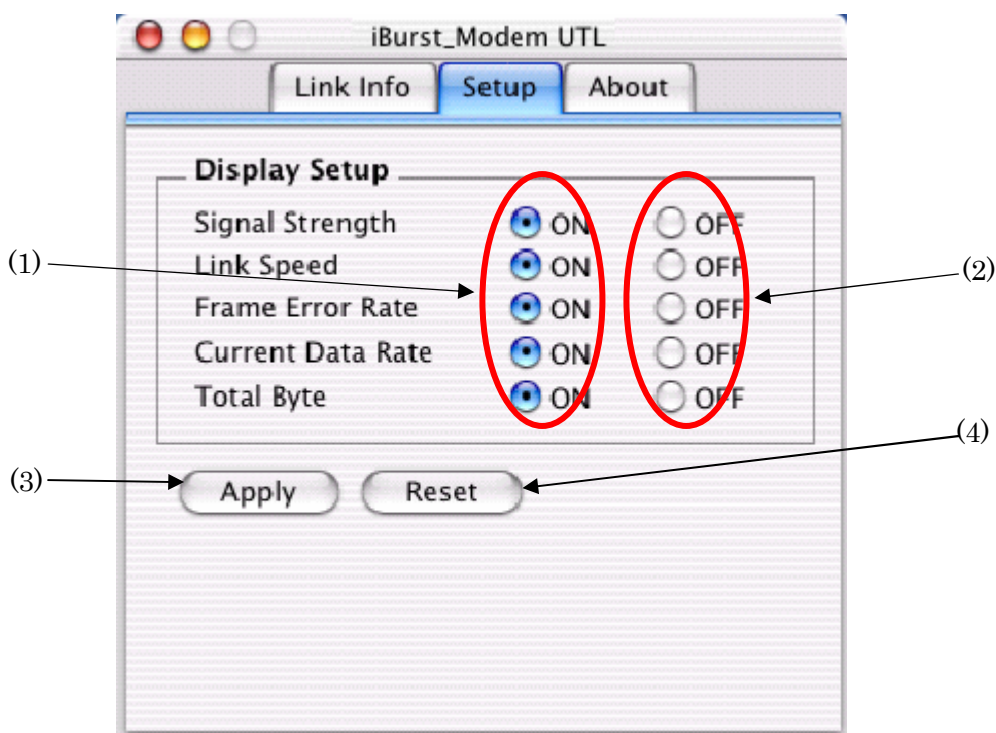 iBurst_Modem UTL
Link Info Setup About
Display Setup
Signal Strength ON OFF
(1) Link Speed ON OFF (2)
Frame Error Rate ON OFF
Current Data Rate ON OFF
Total Byte ON OFF
(4)
(3) Apply Reset